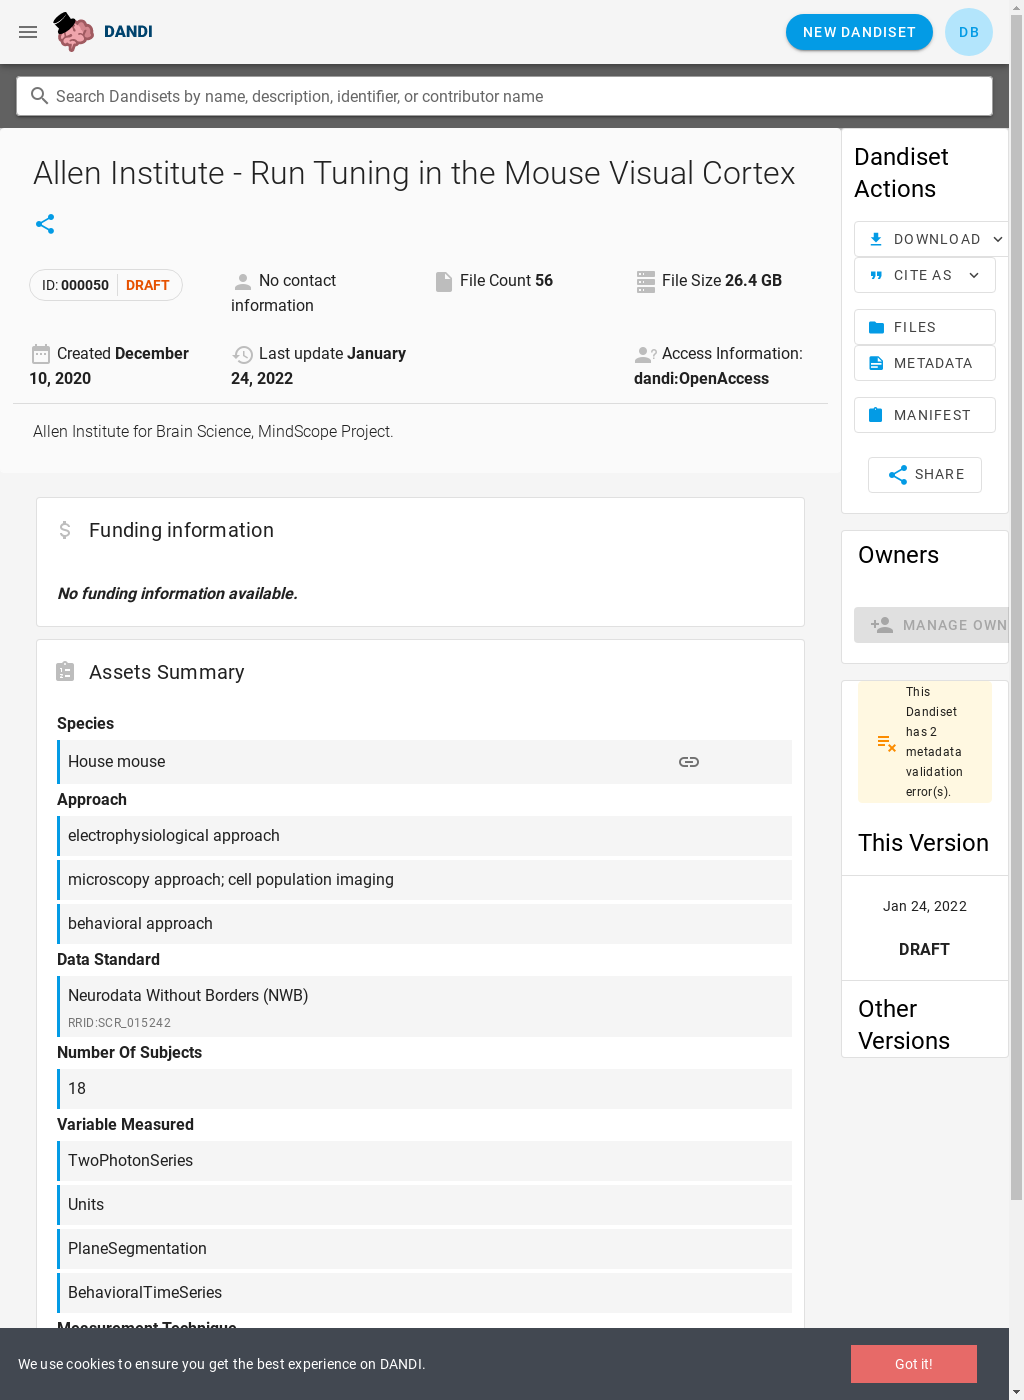 DANDI
NEW DANDISET
DB
Search Dandisets by name, description, identifier, or contributor name
Allen Institute - Run Tuning in the Mouse Visual Cortex
ID: 000050 DRAFT
No contact
information
File Count 56
File Size 26.4 GB
Created December
10, 2020
Last update January
24, 2022
Access Information:
dandi:OpenAccess
Allen Institute for Brain Science, MindScope Project.
Funding information
No funding information available.
Assets Summary
Species
House mouse
Approach
electrophysiological approach
microscopy approach; cell population imaging
behavioral approach
Data Standard
Neurodata Without Borders (NWB)
RRID:SCR_015242
Number Of Subjects
18
Variable Measured
TwoPhotonSeries
Units
PlaneSegmentation
BehavioralTimeSeries
Measurement Technique
Dandiset
Actions
DOWNLOAD
CITE AS
FILES
METADATA
MANIFEST
SHARE
Owners
MANAGE OWN
This
Dandiset
has 2
metadata
validation
error(s).
This Version
Jan 24, 2022
DRAFT
Other
Versions
We use cookies to ensure you get the best experience on DANDI.
Got it!